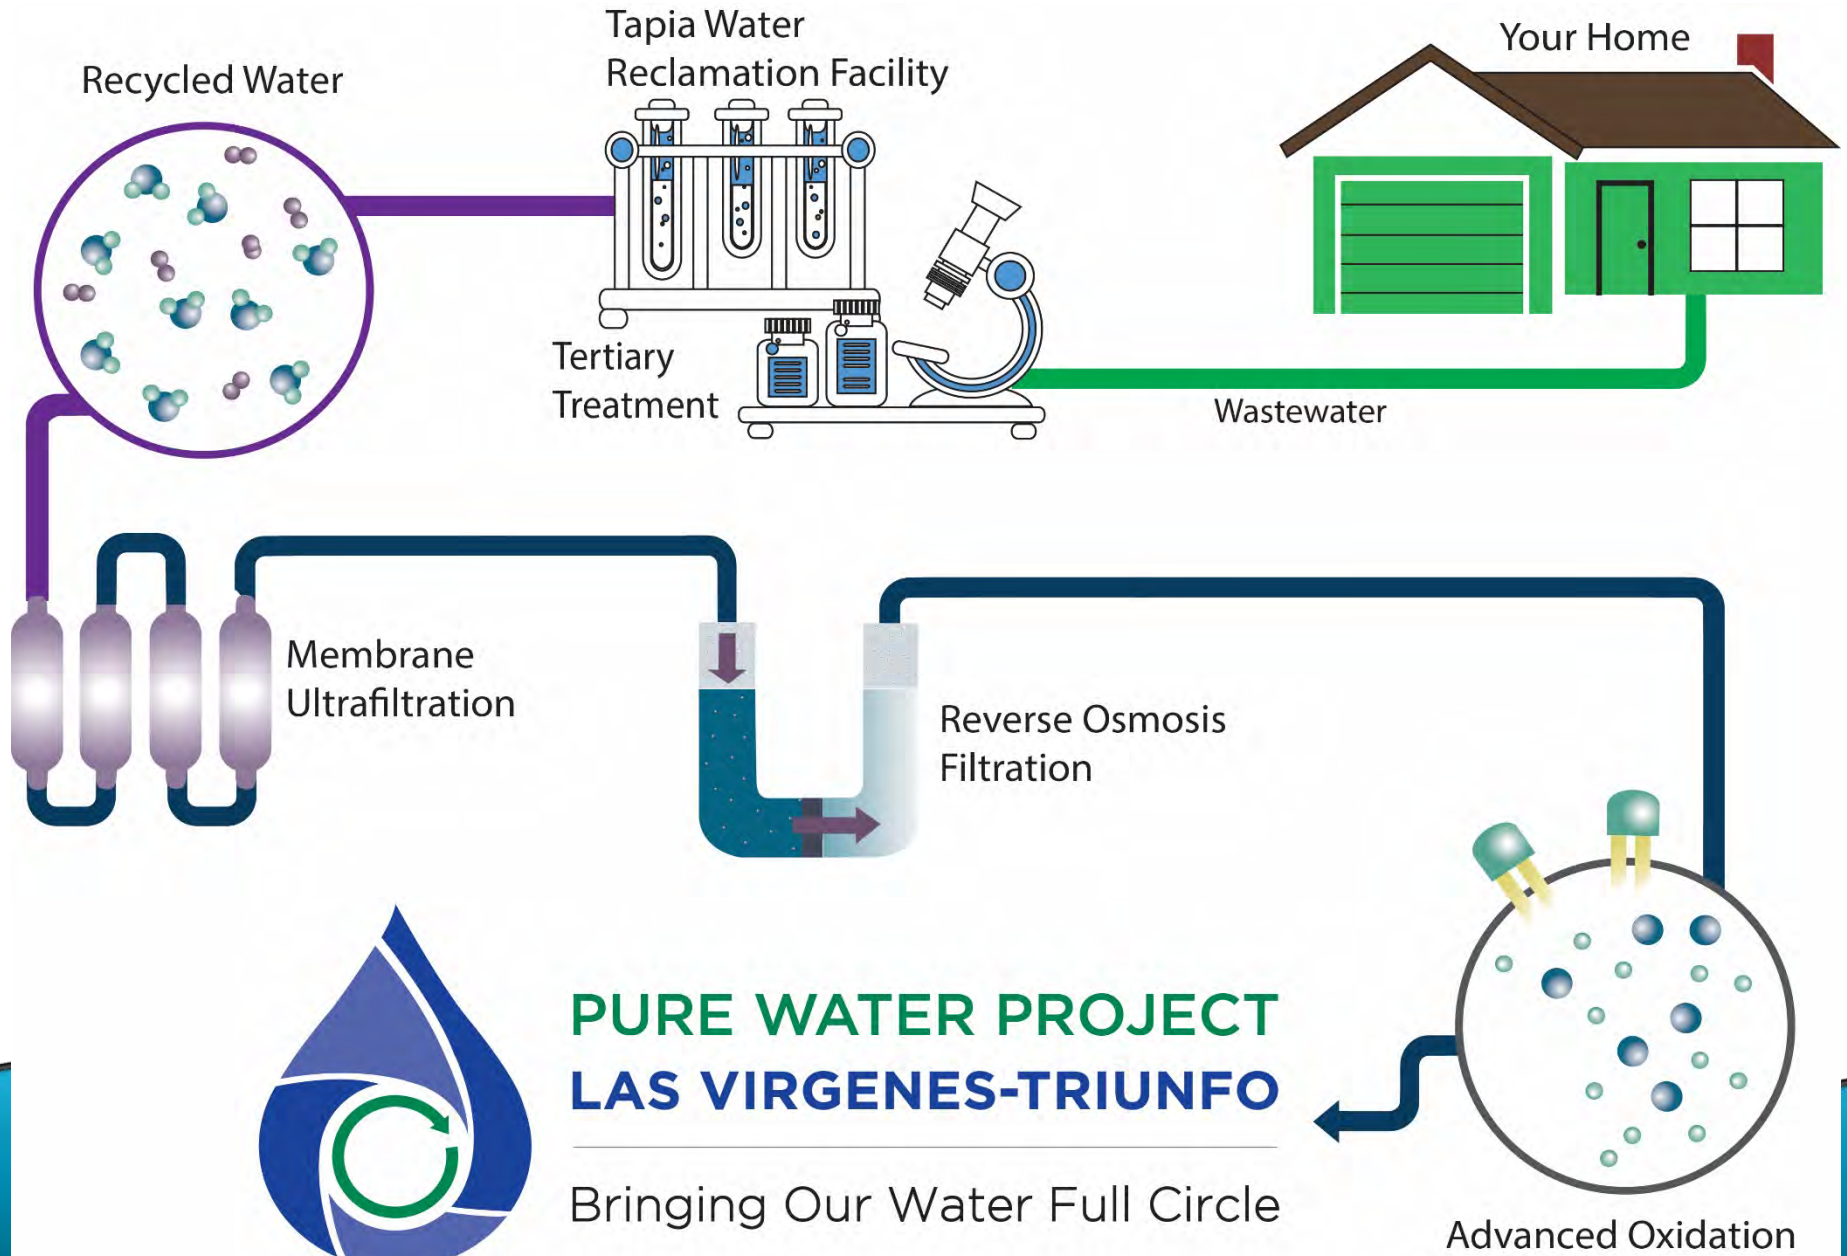 Your Home
Tapia Water
Reclamation Facility
Recycled Water
Tertiary
Treatment
Wastewater
Membrane
Ultrafiltration
Reverse Osmosis
Filtration
PURE WATER PROJECT
LAS VIRGENES-TRIUNFO
Bringing Our Water Full Circle
Advanced Oxidation